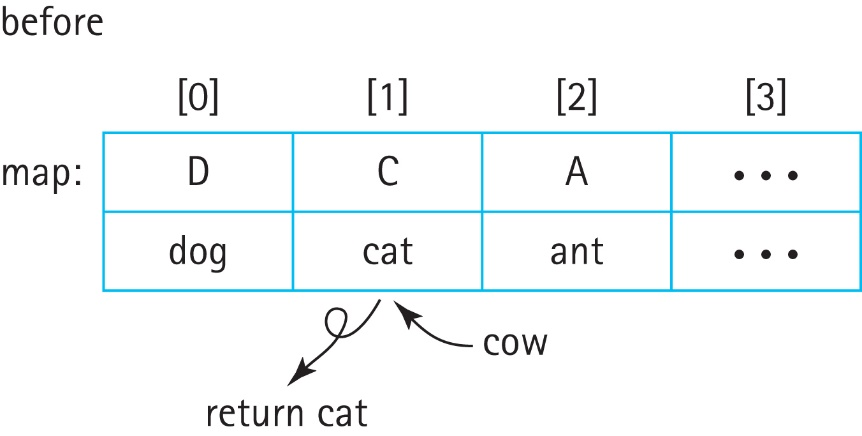 before
[0] [1] [2] [3]
map: D C A •••
dog cat ant •••
cow
return cat